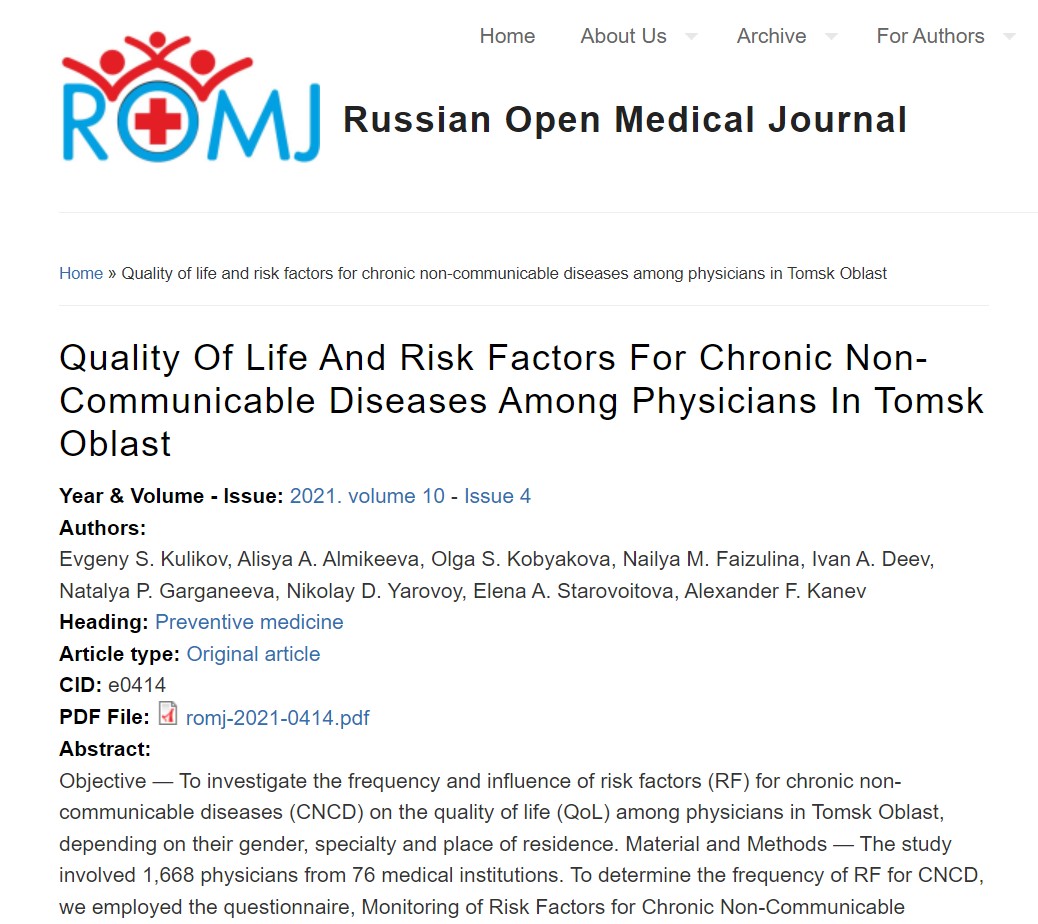 Home About Us Archive For Authors
ROMJ
Russian Open Medical Journal
Home » Quality of life and risk factors for chronic non-communicable diseases among physicians in Tomsk Oblast
Quality Of Life And Risk Factors For Chronic Non-
Communicable Diseases Among Physicians In Tomsk
Oblast
Year & Volume - Issue: 2021. volume 10 - Issue 4
Authors:
Evgeny S. Kulikov, Alisya A. Almikeeva, Olga S. Kobyakova, Nailya M. Faizulina, Ivan A. Deev,
Natalya P. Garganeeva, Nikolay D. Yarovoy, Elena A. Starovoitova, Alexander F. Kanev
Heading: Preventive medicine
Article type: Original article
CID: e0414
PDF File: romj-2021-0414.pdf
Abstract:
Objective — To investigate the frequency and influence of risk factors (RF) for chronic non-
communicable diseases (CNCD) on the quality of life (QoL) among physicians in Tomsk Oblast,
depending on their gender, specialty and place of residence. Material and Methods — The study
involved 1,668 physicians from 76 medical institutions. To determine the frequency of RF for CNCD,
we employed the questionnaire, Monitoring of Risk Factors for Chronic Non-Communicable